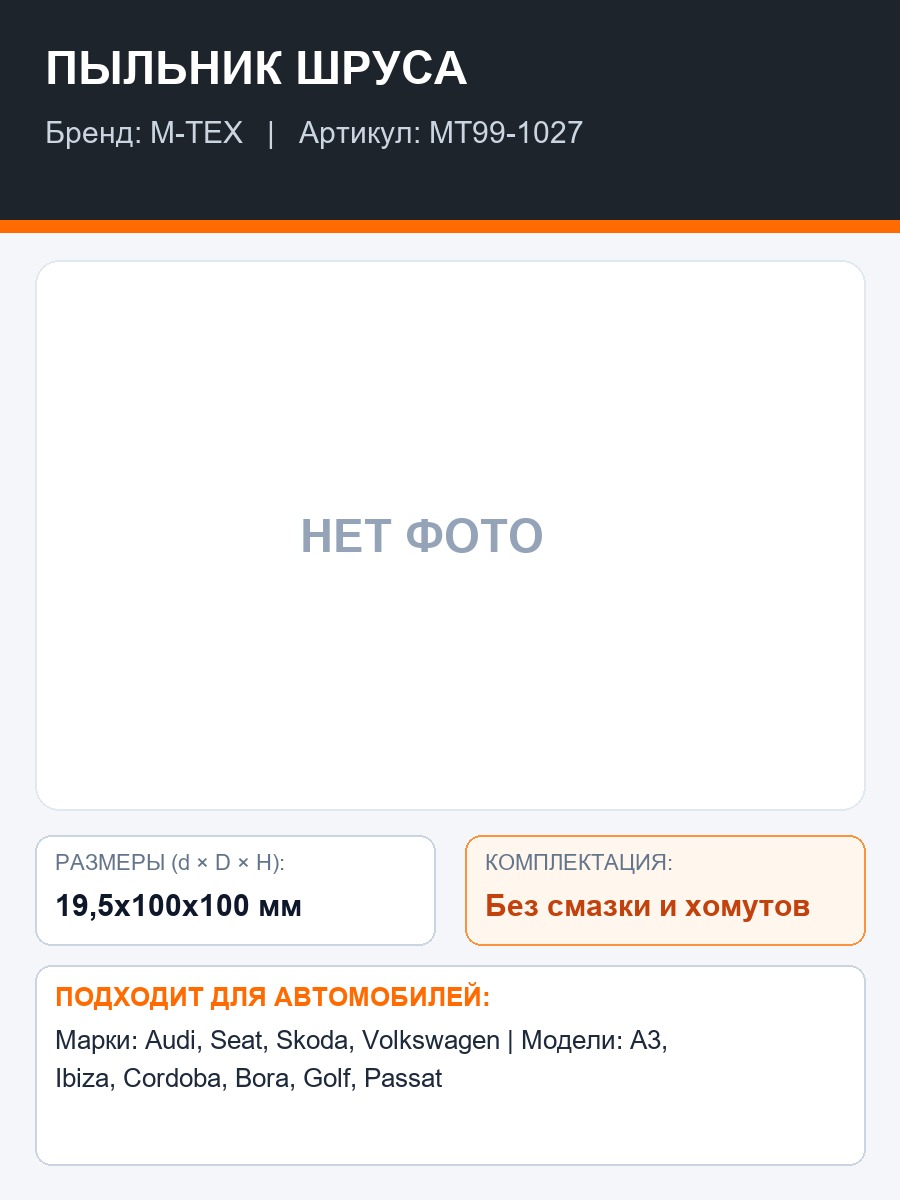 ПЫЛЬНИК ШРУСА
Бренд: M-TEX | Артикул: MT99-1027
НЕТ ФОТО
РАЗМЕРЫ (d × D × H):
19,5x100x100 мм
КОМПЛЕКТАЦИЯ:
Без смазки и хомутов
ПОДХОДИТ ДЛЯ АВТОМОБИЛЕЙ:
Марки: Audi, Seat, Skoda, Volkswagen | Модели: A3,
Ibiza, Cordoba, Bora, Golf, Passat